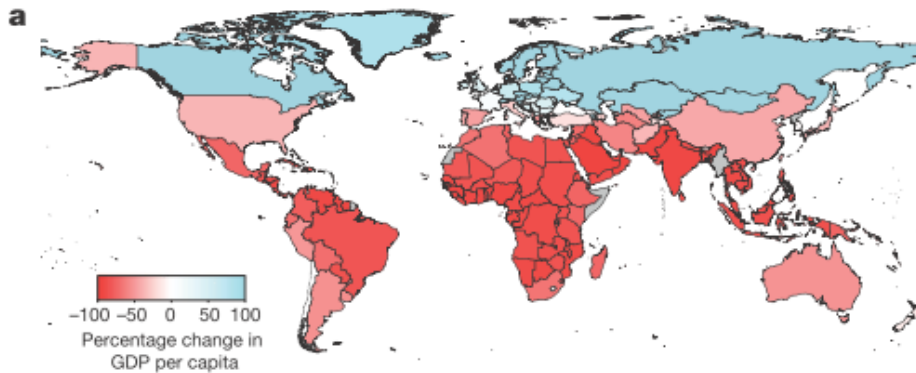 a
−100 −50 0 50 100
Percentage change in
GDP per capita